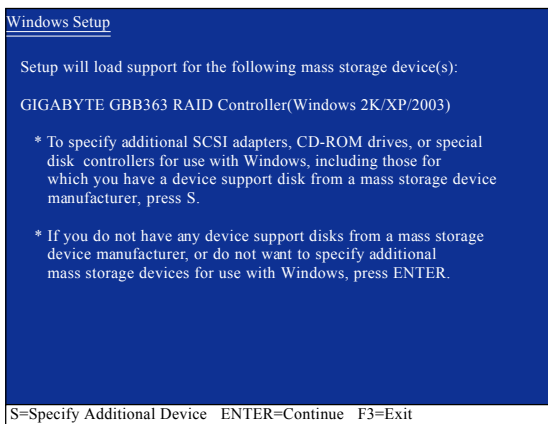 Windows Setup
Setup will load support for the following mass storage device(s):
GIGABYTE GBB363 RAID Controller(Windows 2K/XP/2003)
* To specify additional SCSI adapters, CD-ROM drives, or special
disk controllers for use with Windows, including those for
which you have a device support disk from a mass storage device
manufacturer, press S.
* If you do not have any device support disks from a mass storage
device manufacturer, or do not want to specify additional
mass storage devices for use with Windows, press ENTER.
S=Specify Additional Device ENTER=Continue F3=Exit